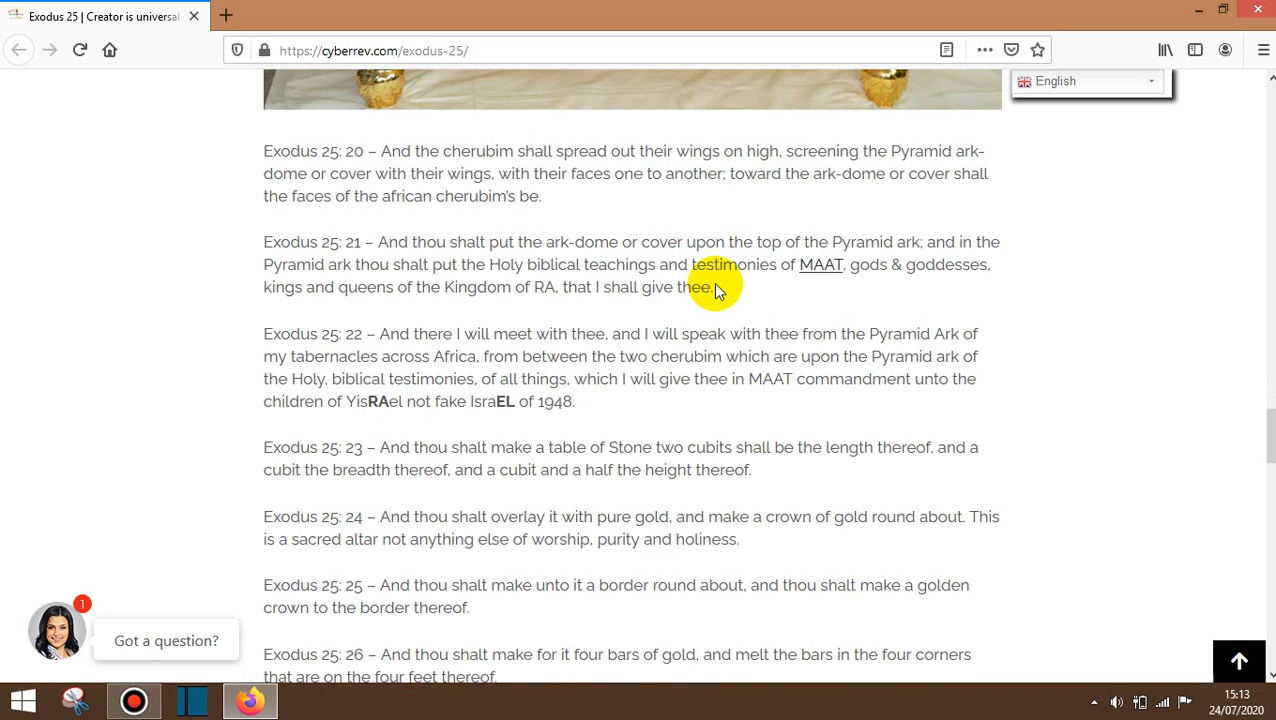 Exodus 25 | Creator is universal
https://cyberrev.com/exodus-25/
English
Exodus 25: 20 – And the cherubim shall spread out their wings on high, screening the Pyramid ark-
dome or cover with their wings, with their faces one to another; toward the ark-dome or cover shall
the faces of the african cherubim's be.
Exodus 25: 21 – And thou shalt put the ark-dome or cover upon the top of the Pyramid ark; and in the
Pyramid ark thou shalt put the Holy biblical teachings and testimonies of MAAT, gods & goddesses,
kings and queens of the Kingdom of RA, that I shall give thee.
Exodus 25: 22 – And there I will meet with thee, and I will speak with thee from the Pyramid Ark of
my tabernacles across Africa, from between the two cherubim which are upon the Pyramid ark of
the Holy, biblical testimonies, of all things, which I will give thee in MAAT commandment unto the
children of YisRAel not fake IsraEL of 1948.
Exodus 25: 23 – And thou shalt make a table of Stone two cubits shall be the length thereof, and a
cubit the breadth thereof, and a cubit and a half the height thereof.
Exodus 25: 24 – And thou shalt overlay it with pure gold, and make a crown of gold round about. This
is a sacred altar not anything else of worship, purity and holiness.
Exodus 25: 25 – And thou shalt make unto it a border round about, and thou shalt make a golden
crown to the border thereof.
Exodus 25: 26 – And thou shalt make for it four bars of gold, and melt the bars in the four corners
that are on the four feet thereof.
1
Got a question?
15:13
24/07/2020